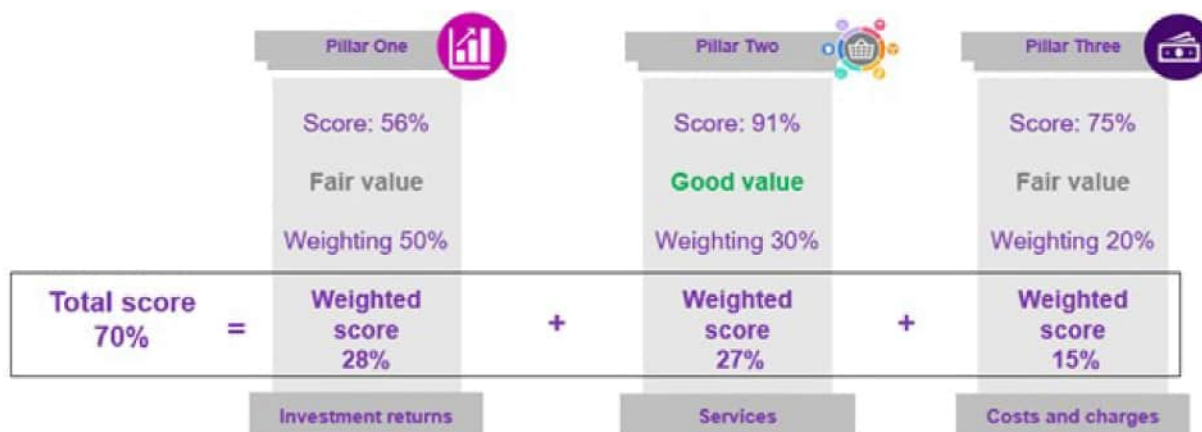 Pillar One
Pillar Two
Pillar Three
Score: 56%
Score: 91%
Score: 75%
Fair value
Good value
Fair value
Weighting 50%
Weighting 30%
Weighting 20%
Total score
70%
=
Weighted
score
28%
+
Weighted
score
27%
+
Weighted
score
15%
Investment returns
Services
Costs and charges